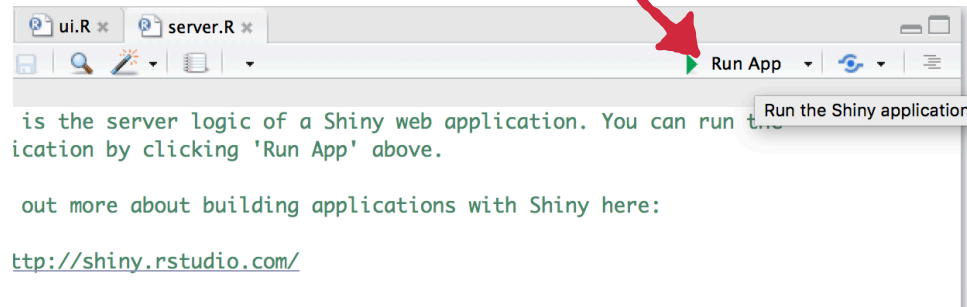 ui.R
server.R
Run App
Run the Shiny application
is the server logic of a Shiny web application. You can run the
ication by clicking 'Run App' above.
out more about building applications with Shiny here:
ttp://shiny.rstudio.com/